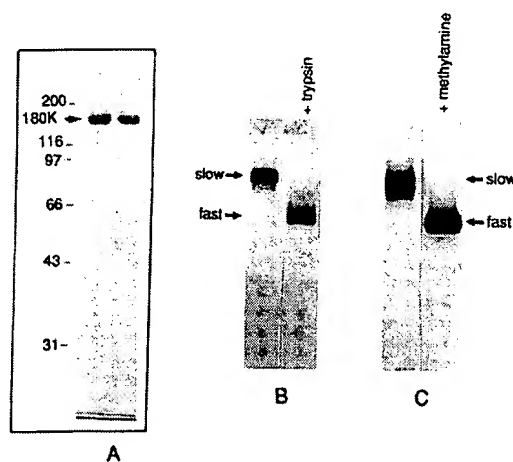 200 -
180K
116 -
97 -
66 -
43 -
31 -
A
+ trypsin
slow
fast
B
+ methylamine
slow
fast
C